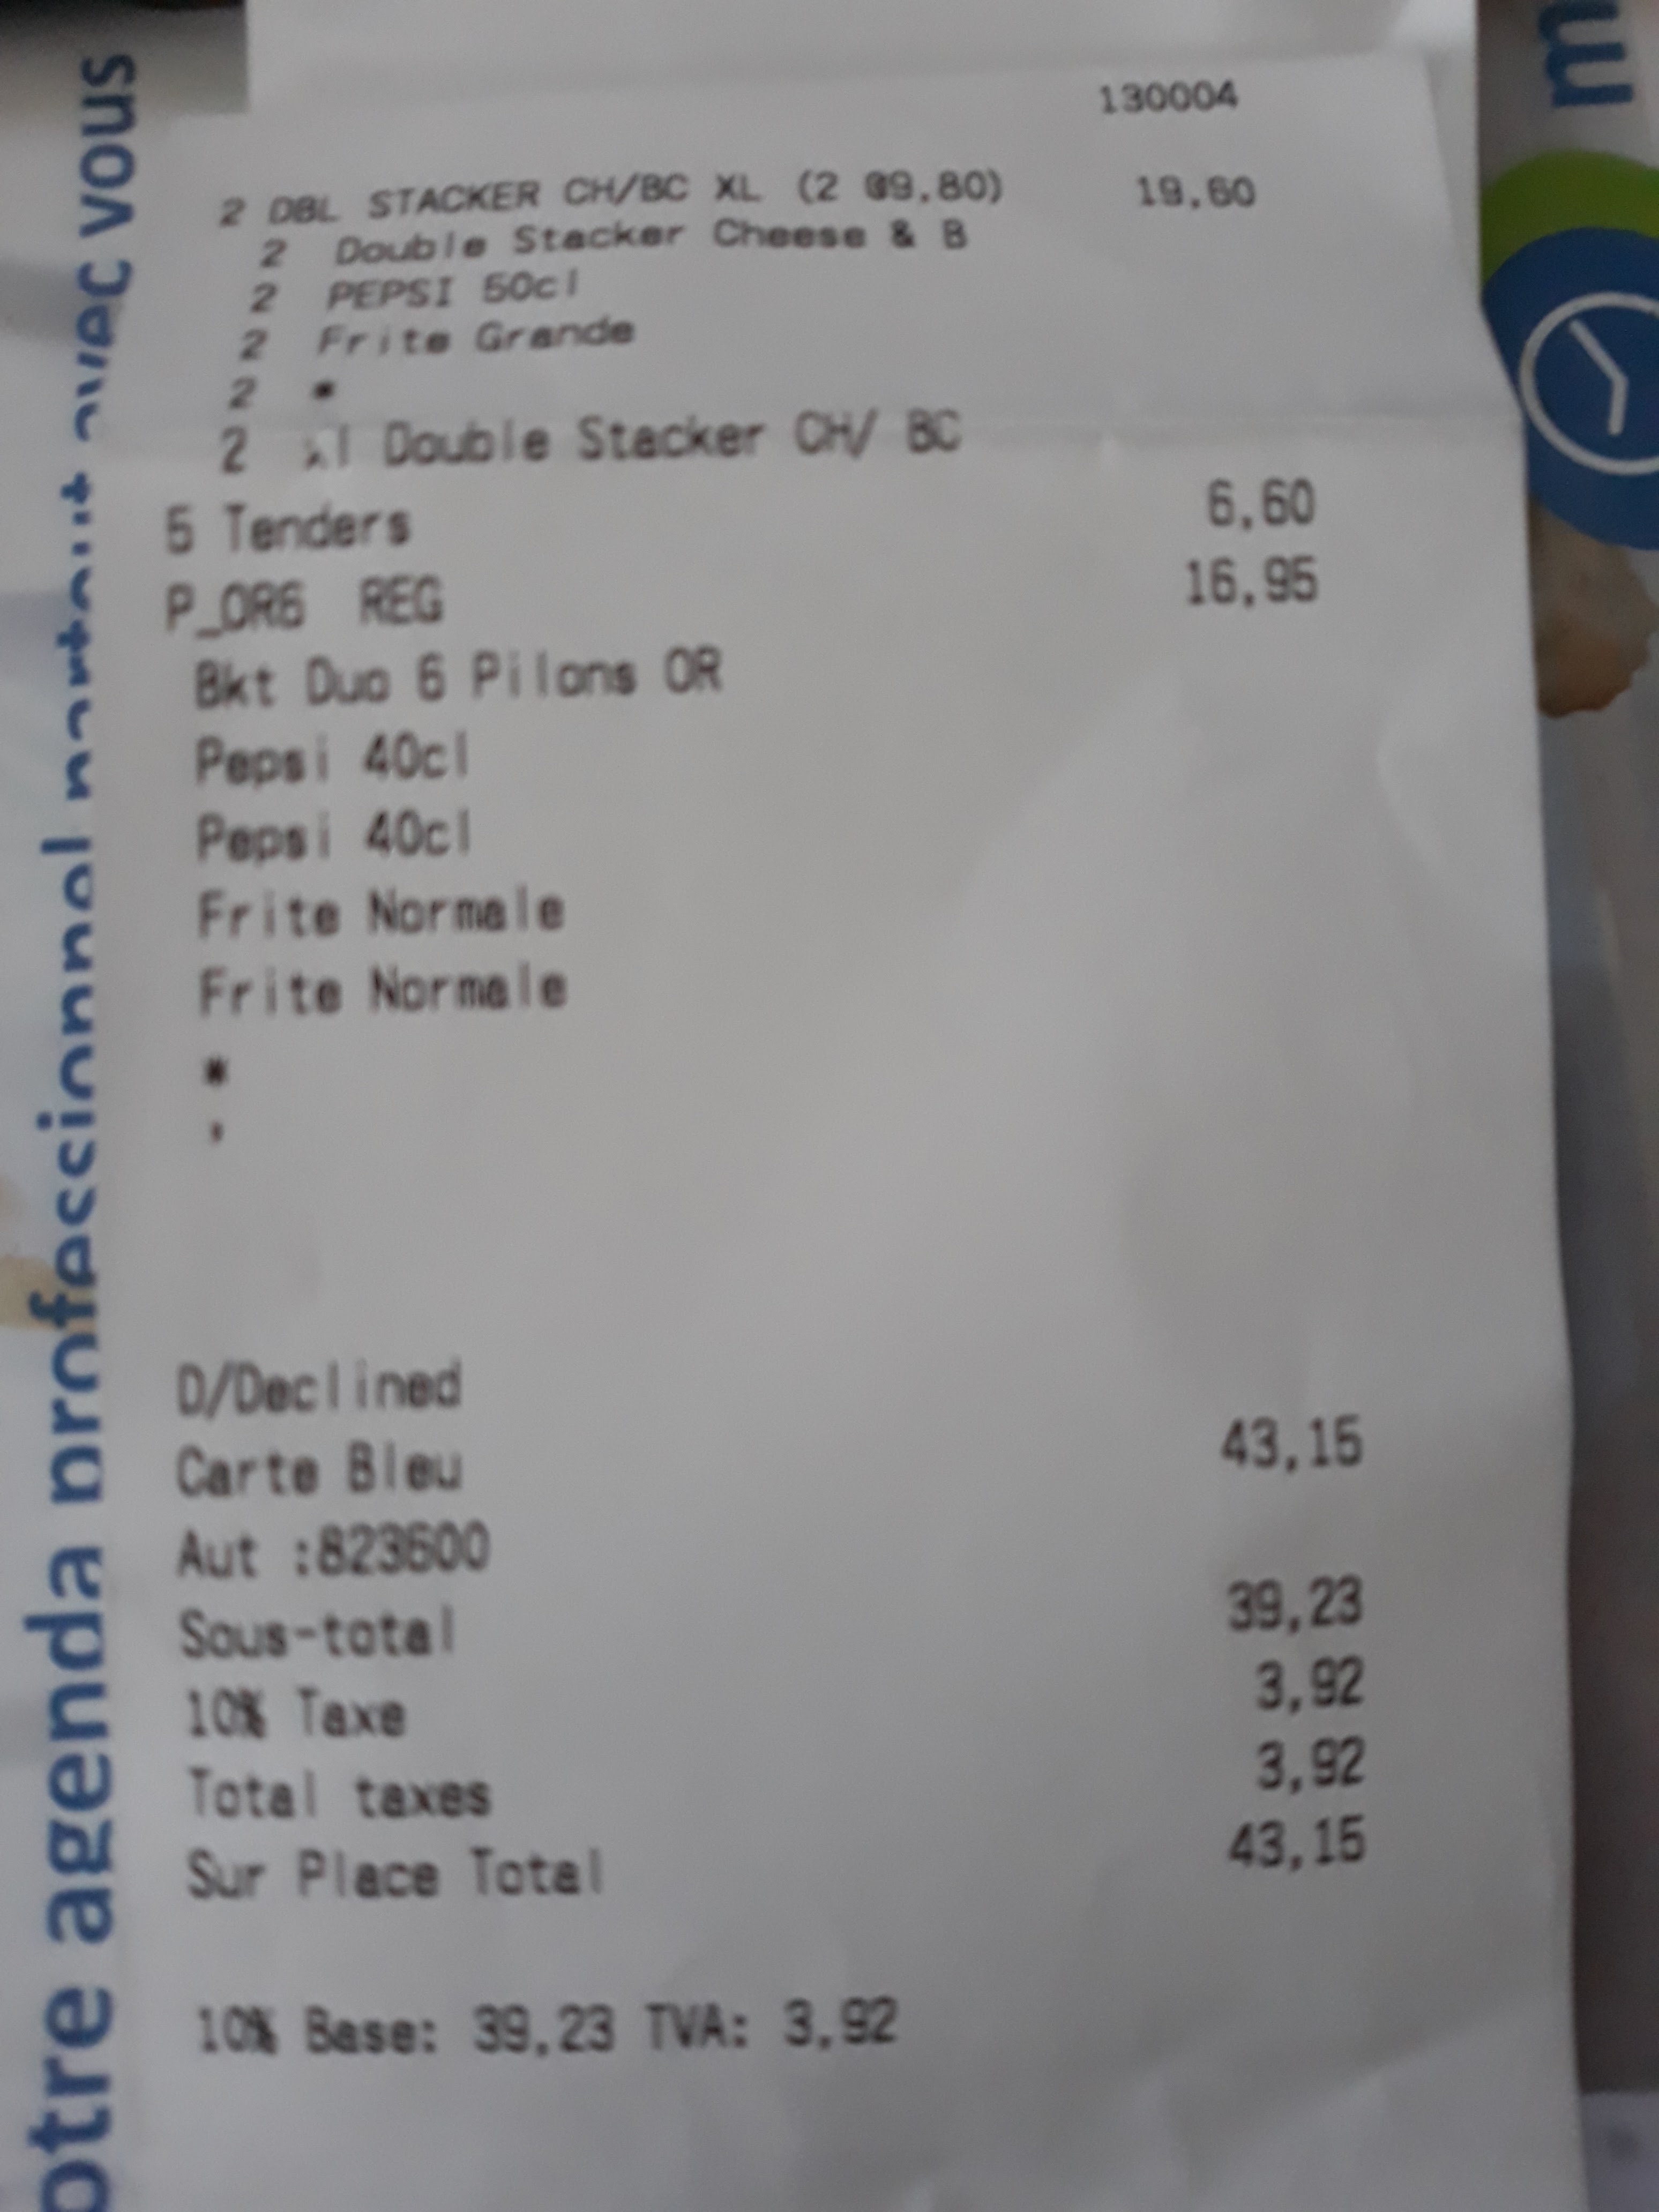 130004
2 DBL STACKER CH/BC XL (2 @9,80) 19,60
2 Double Stacker Cheese & B
2 PEPSI 50cl
2 Frite Grande
2 *
2 xl Double Stacker CH/ BC
5 Tenders 6,60
P_OR6 REG 16,95
Bkt Duo 6 Pilons OR
Pepsi 40cl
Pepsi 40cl
Frite Normale
Frite Normale
*
,
D/Declined
Carte Bleu 43,15
Aut :823600
Sous-total 39,23
10% Taxe 3,92
Total taxes 3,92
Sur Place Total 43,15
10% Base: 39,23 TVA: 3,92
otre agenda professionnel partout avec vous
m